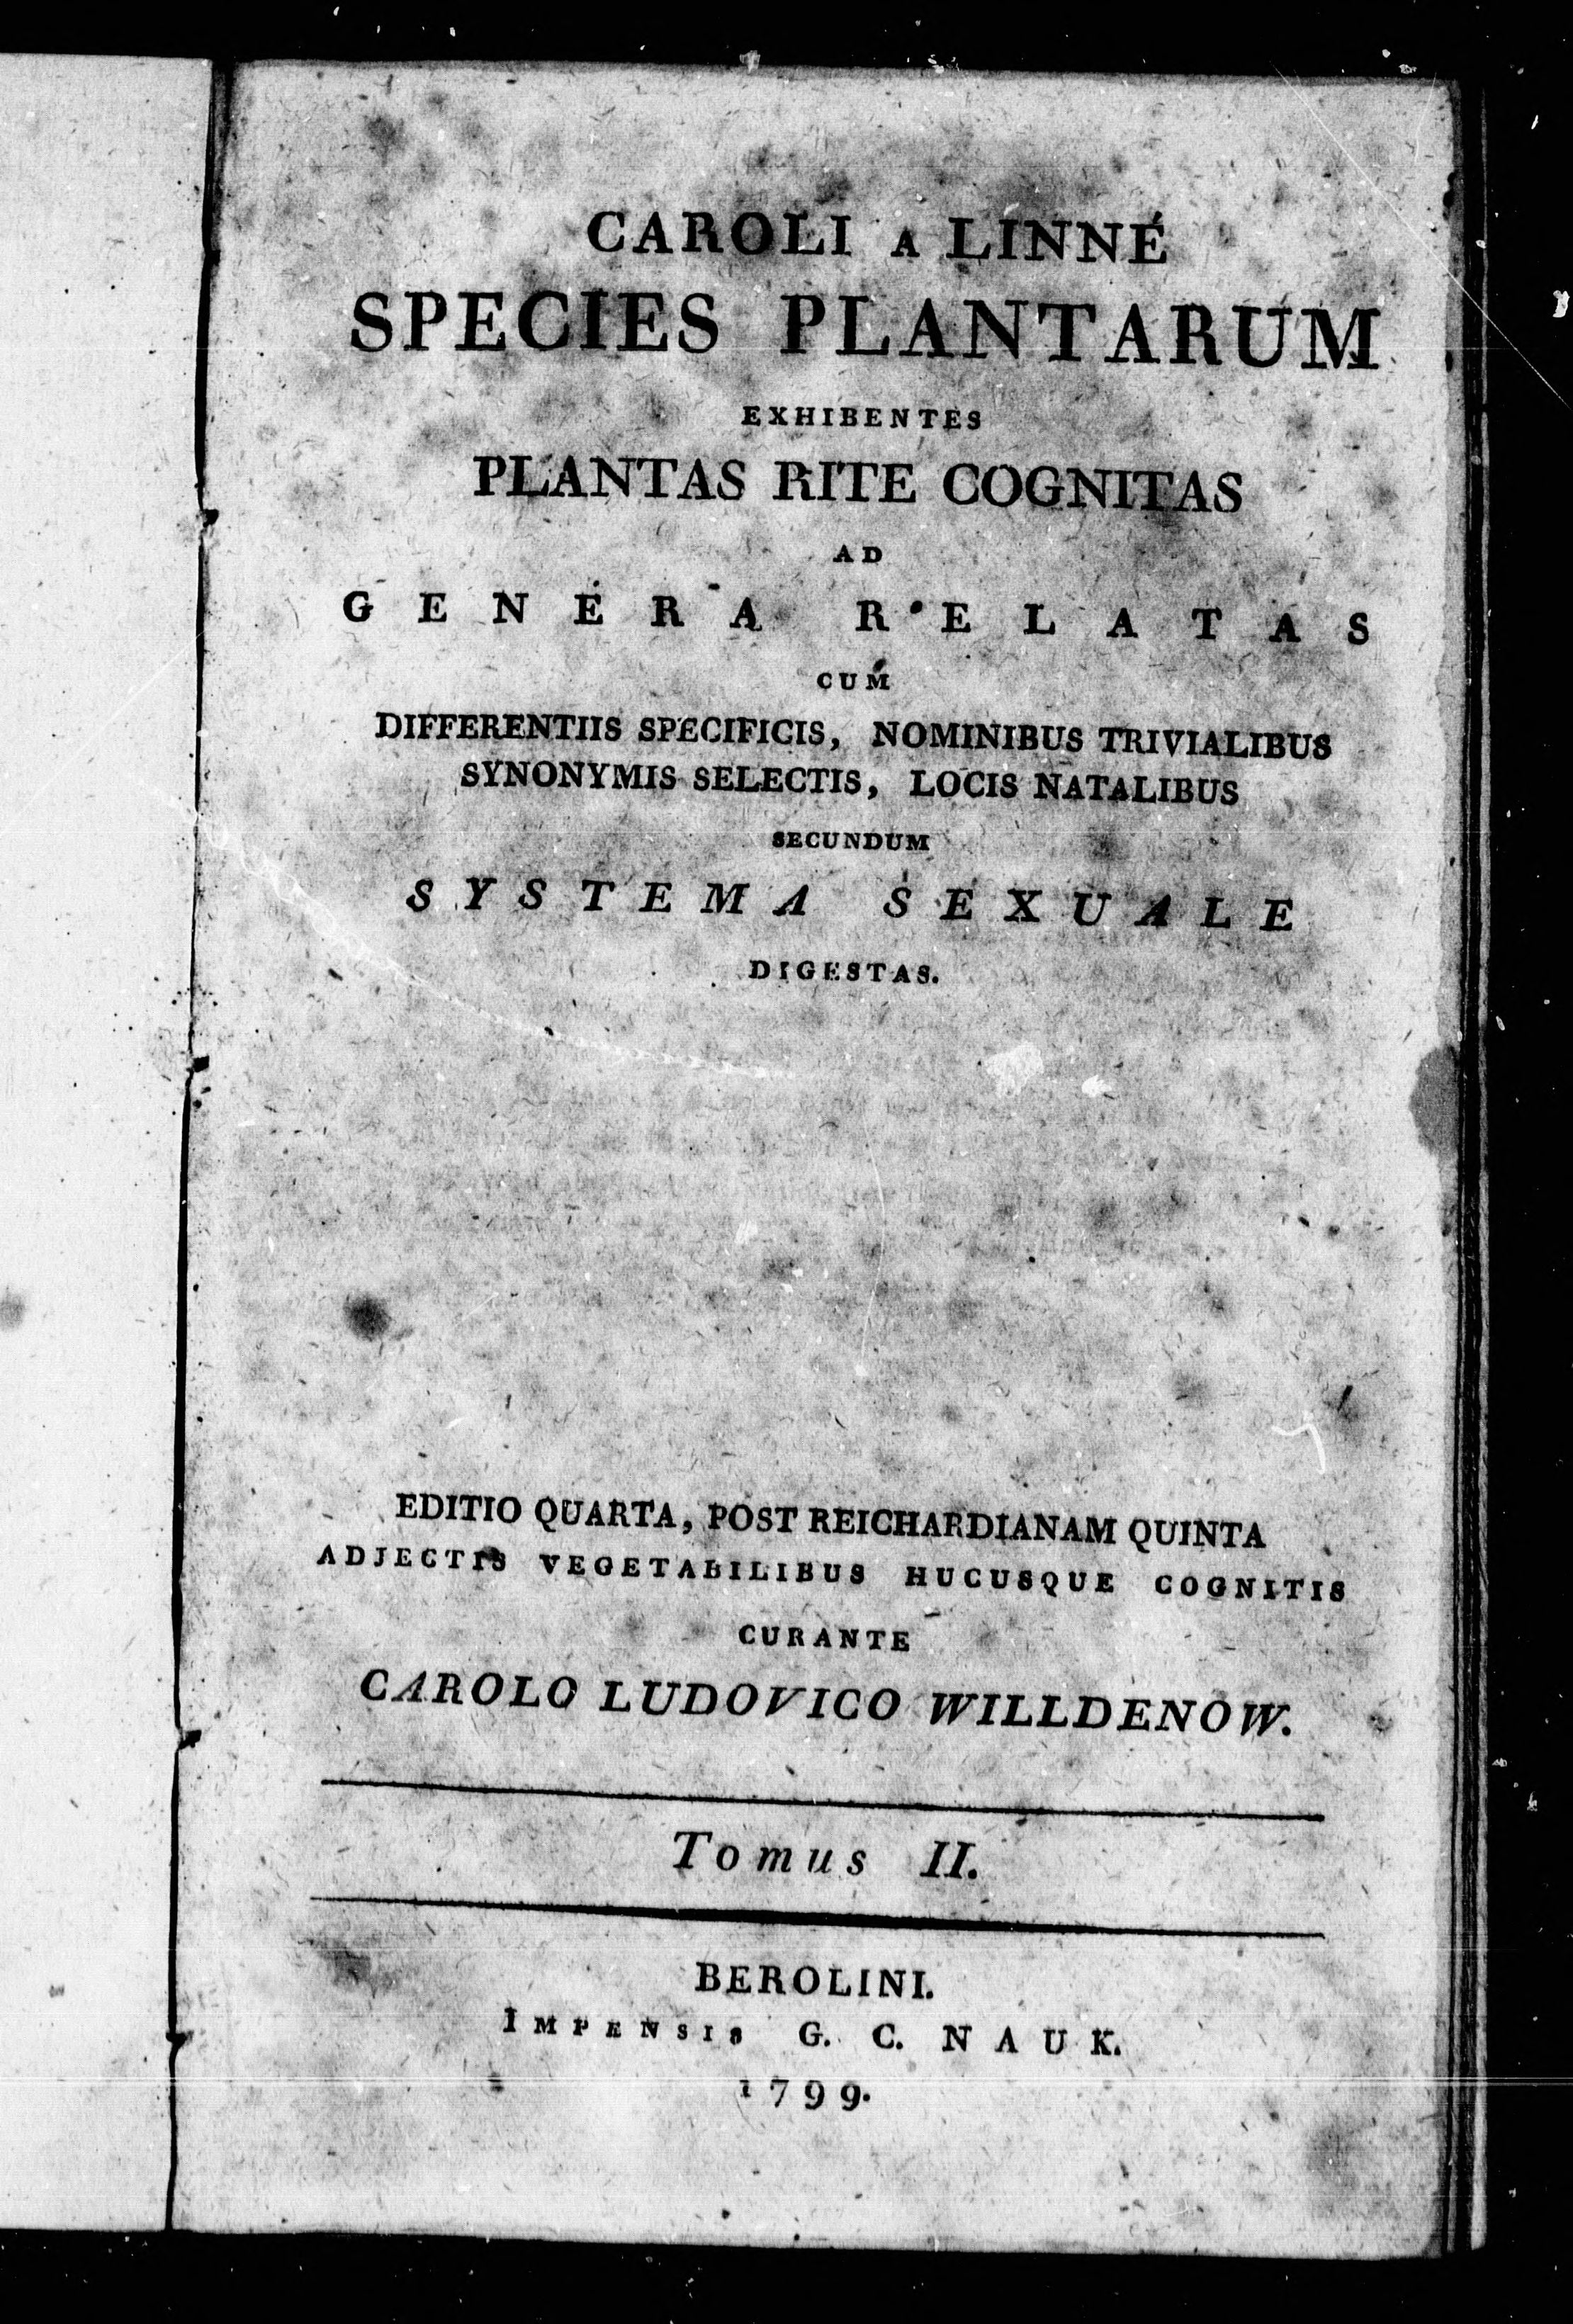 CAROLI A LINNÉ
SPECIES PLANTARUM
EXHIBENTES
PLANTAS RITE COGNITAS
AD
GENERA RELATAS
CUM
DIFFERENTIIS SPECIFICIS, NOMINIBUS TRIVIALIBUS
SYNONYMIS SELECTIS, LOCIS NATALIBUS
SECUNDUM
SYSTEMA SEXUALE
DIGESTAS.
EDITIO QUARTA, POST REICHARDIANAM QUINTA
ADJECTIS VEGETABILIBUS HUCUSQUE COGNITIS
CURANTE
CAROLO LUDOVICO WILLDENOW.
Tomus II.
BEROLINI.
IMPENSIS G. C. NAUK.
1799.